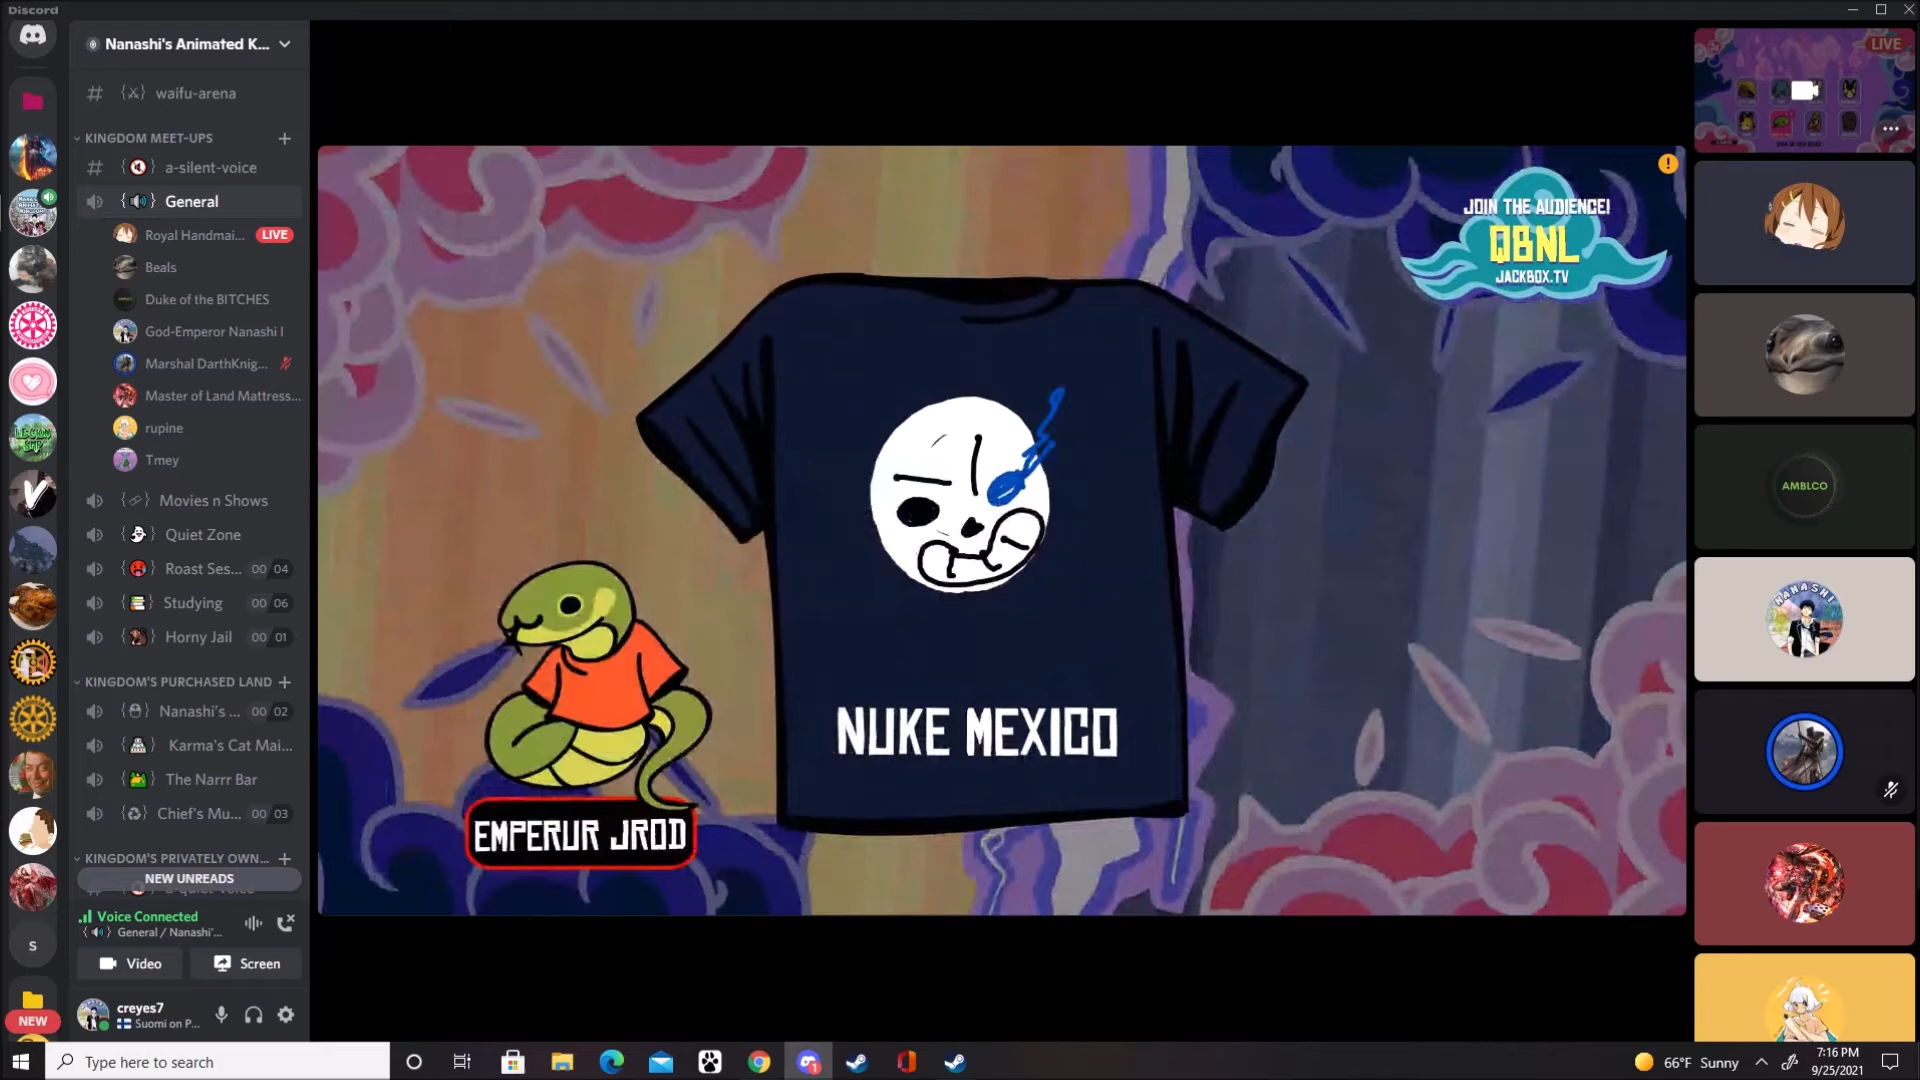 Discord
Nanashi's Animated K...
waifu-arena
KINGDOM MEET-UPS
a-silent-voice
General
Royal Handmai... LIVE
Beals
Duke of the BITCHES
God-Emperor Nanashi I
Marshal DarthKnig...
Master of Land Mattress...
rupine
Tmey
Movies n Shows
Quiet Zone
Roast Ses... 00 04
Studying 00 06
Horny Jail 00 01
KINGDOM'S PURCHASED LAND
Nanashi's ... 00 02
Karma's Cat Mai...
The Narrr Bar
Chief's Mu... 00 03
KINGDOM'S PRIVATELY OWN...
NEW UNREADS
Voice Connected
General / Nanashi'...
Video
Screen
S
NEW
creyes7
Suomi on P...
JOIN THE AUDIENCE!
QBNL
JACKBOX.TV
NUKE MEXICO
EMPERUR JROD
LIVE
AMBLCO
NANASHI
Type here to search
66°F Sunny
7:16 PM
9/25/2021